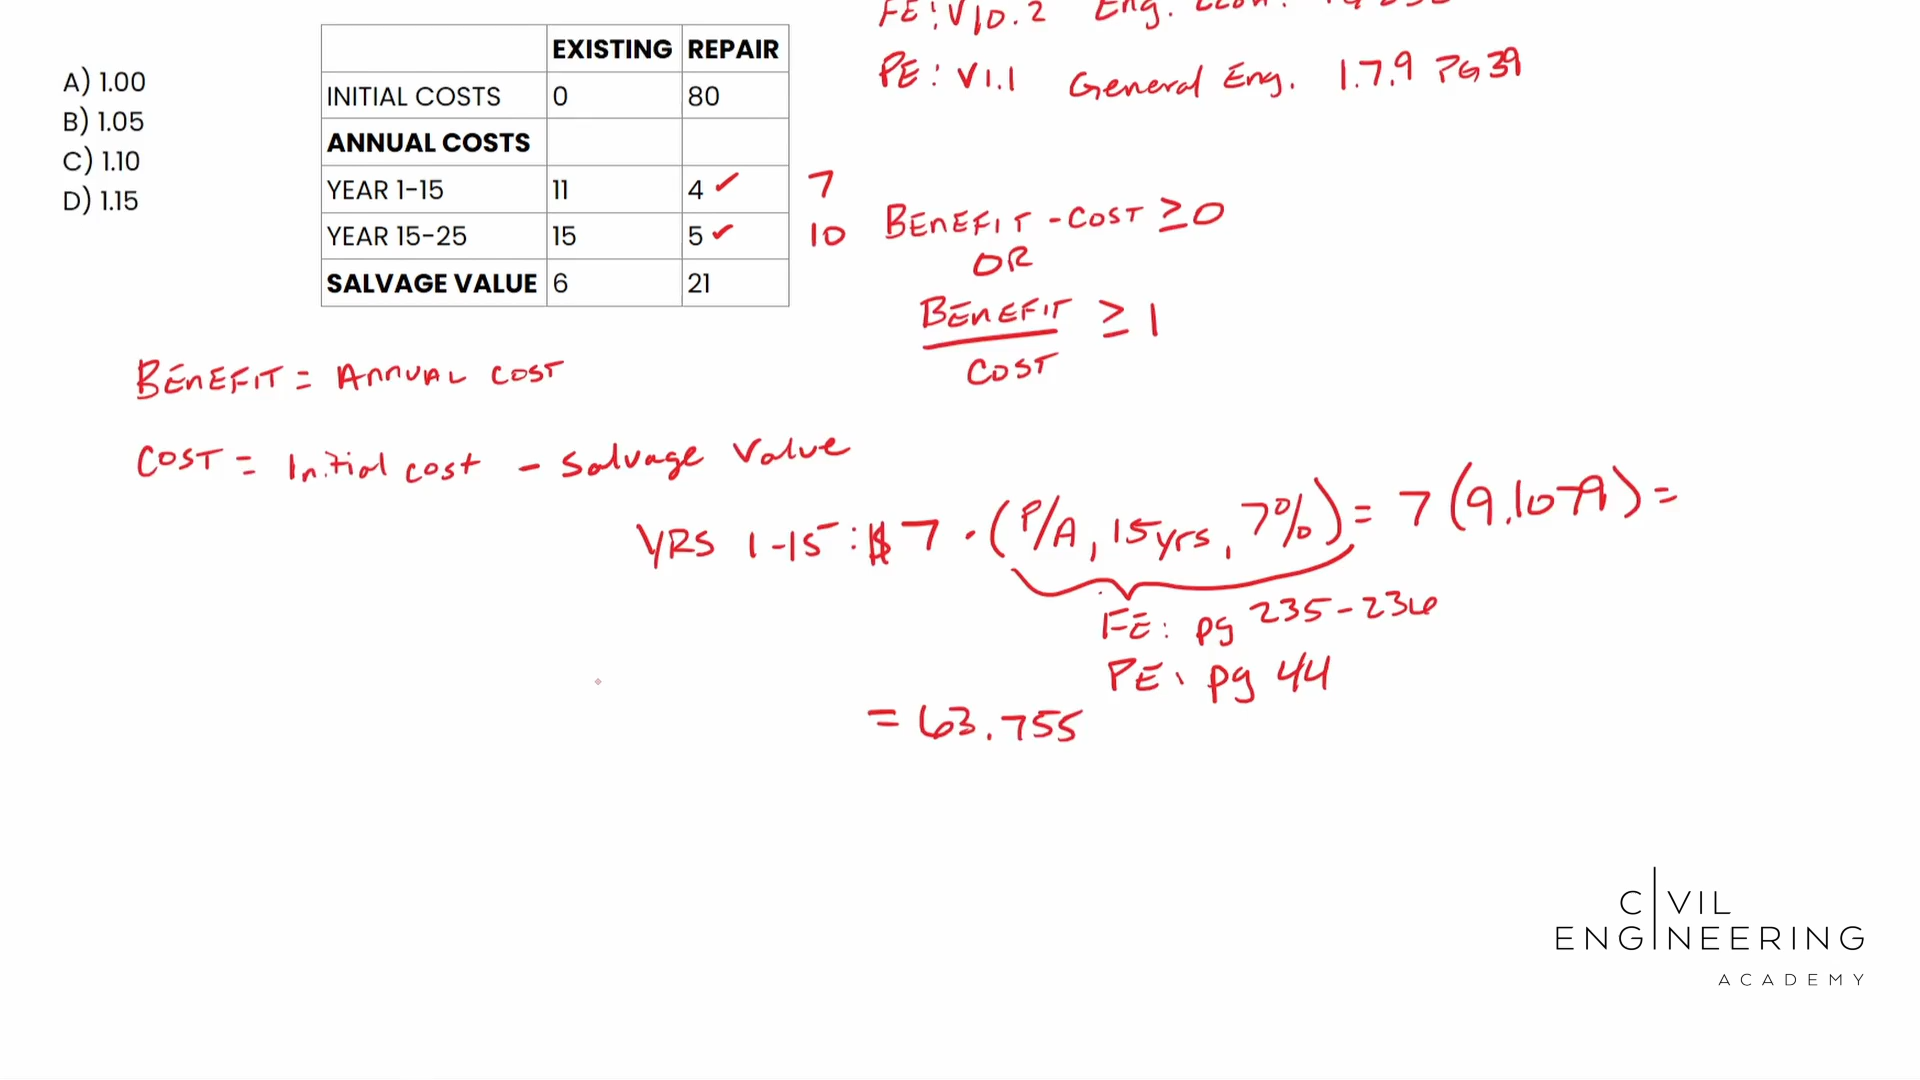 FE: V10.2 Eng.
PE: V1.1 General Eng. 1.7.9 PG 39
A) 1.00
B) 1.05
C) 1.10
D) 1.15
EXISTING REPAIR
INITIAL COSTS 0 80
ANNUAL COSTS
YEAR 1-15 11 4 ✓ 7
YEAR 15-25 15 5 ✓ 10
SALVAGE VALUE 6 21
BENEFIT - COST ≥ 0
OR
BENEFIT ≥ 1
COST
BENEFIT = ANNUAL COST
COST = Initial cost - Salvage Value
YRS 1-15: $7 · (P/A, 15yrs, 7%) = 7 (9.1079) =
FE: pg 235-236
PE: pg 44
= 63.755
CIVIL
ENGINEERING
ACADEMY